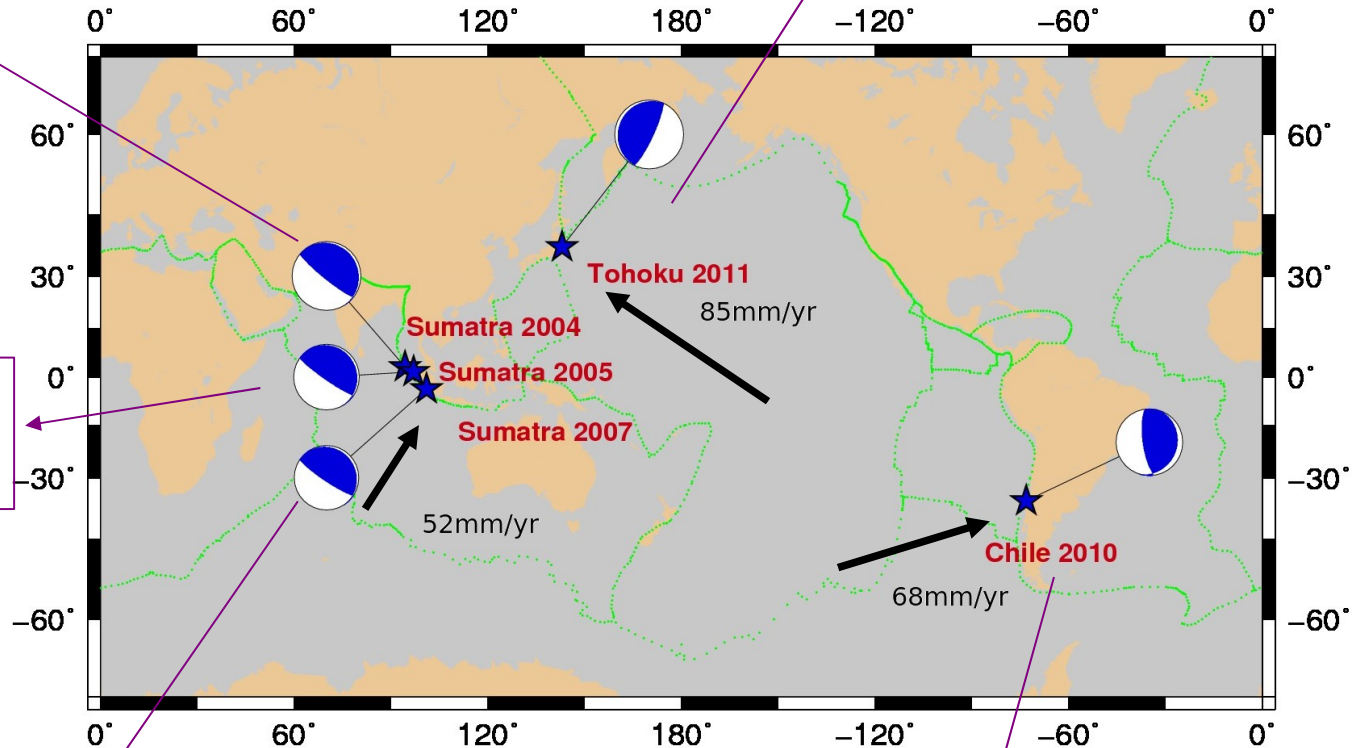 0° 60° 120° 180° −120° −60° 0°
60° 60°
30° 30°
Tohoku 2011
85mm/yr
Sumatra 2004
Sumatra 2005
0° 0°
Sumatra 2007
−30° −30°
52mm/yr
Chile 2010
68mm/yr
−60° −60°
0° 60° 120° 180° −120° −60° 0°